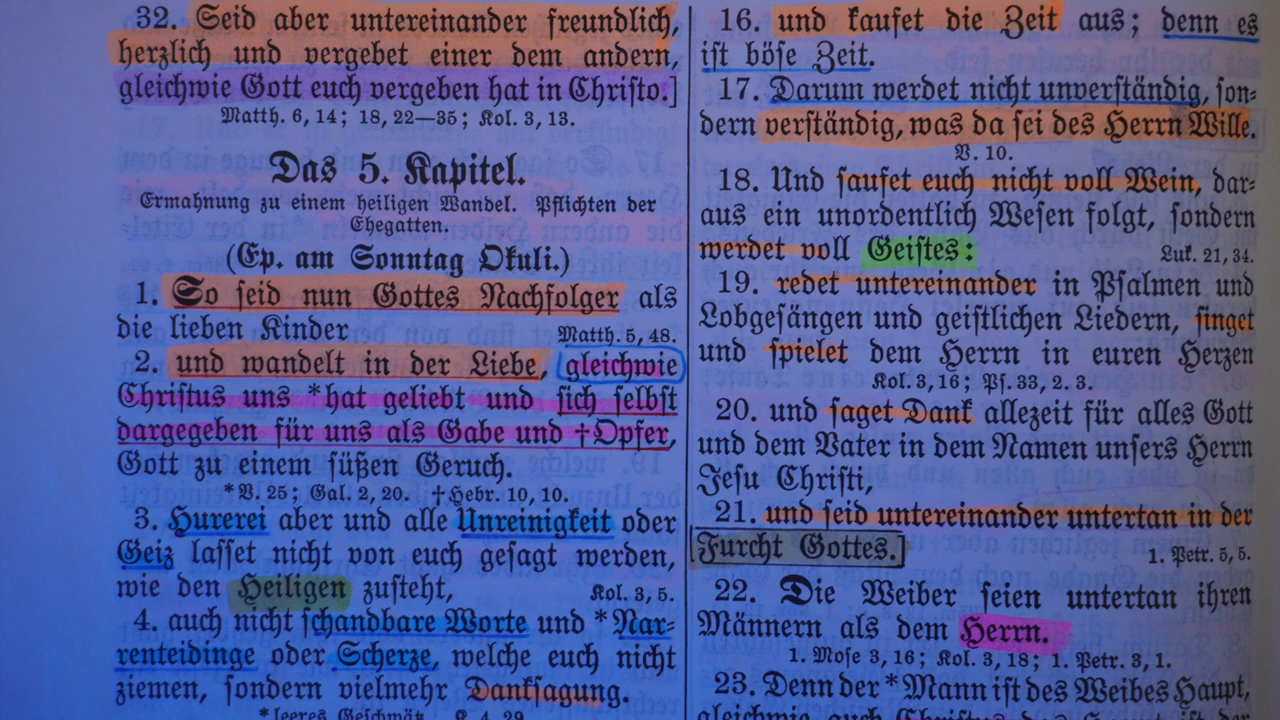 32. Seid aber untereinander freundlich,
herzlich und vergebet einer dem andern,
gleichwie Gott euch vergeben hat in Christo.]
Matth. 6, 14; 18, 22—35; Kol. 3, 13.
Das 5. Kapitel.
Ermahnung zu einem heiligen Wandel. Pflichten der
Ehegatten.
(Ep. am Sonntag Okuli.)
1. So seid nun Gottes Nachfolger als
die lieben Kinder Matth. 5, 48.
2. und wandelt in der Liebe, gleichwie
Christus uns *hat geliebt und sich selbst
dargegeben für uns als Gabe und †Opfer,
Gott zu einem süßen Geruch.
*V. 25; Gal. 2, 20. †Hebr. 10, 10.
3. Hurerei aber und alle Unreinigkeit oder
Geiz lasset nicht von euch gesagt werden,
wie den Heiligen zusteht, Kol. 3, 5.
4. auch nicht schandbare Worte und *Nar-
renteidinge oder Scherze, welche euch nicht
ziemen, sondern vielmehr Danksagung.
*leeres Geschwätz. K. 4, 29.
16. und kaufet die Zeit aus; denn es
ist böse Zeit.
17. Darum werdet nicht unverständig, son-
dern verständig, was da sei des Herrn Wille.
V. 10.
18. Und saufet euch nicht voll Wein, dar-
aus ein unordentlich Wesen folgt, sondern
werdet voll Geistes: Luk. 21, 34.
19. redet untereinander in Psalmen und
Lobgesängen und geistlichen Liedern, singet
und spielet dem Herrn in euren Herzen
Kol. 3, 16; Ps. 33, 2. 3.
20. und saget Dank allezeit für alles Gott
und dem Vater in dem Namen unsers Herrn
Jesu Christi,
21. und seid untereinander untertan in der
Furcht Gottes.] 1. Petr. 5, 5.
22. Die Weiber seien untertan ihren
Männern als dem Herrn.
1. Mose 3, 16; Kol. 3, 18; 1. Petr. 3, 1.
23. Denn der *Mann ist des Weibes Haupt,
gleichwie auch Christus das Haupt ist der